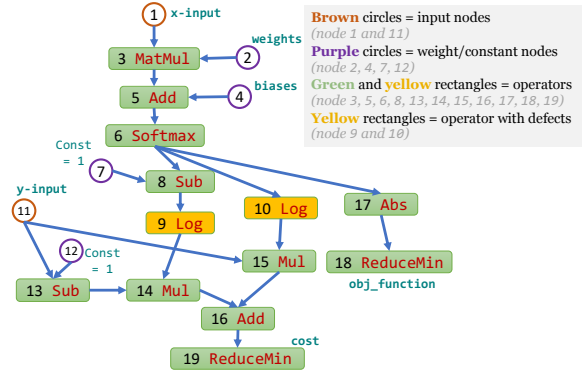 1 x-input
weights
3 MatMul 2
biases
5 Add 4
6 Softmax
Const
= 1
7
8 Sub
17 Abs
y-input
10 Log
9 Log
11
12
Const
= 1
15 Mul
18 ReduceMin
13 Sub 14 Mul
obj_function
16 Add
cost
19 ReduceMin
Brown circles = input nodes
(node 1 and 11)
Purple circles = weight/constant nodes
(node 2, 4, 7, 12)
Green and yellow rectangles = operators
(node 3, 5, 6, 8, 13, 14, 15, 16, 17, 18, 19)
Yellow rectangles = operator with defects
(node 9 and 10)